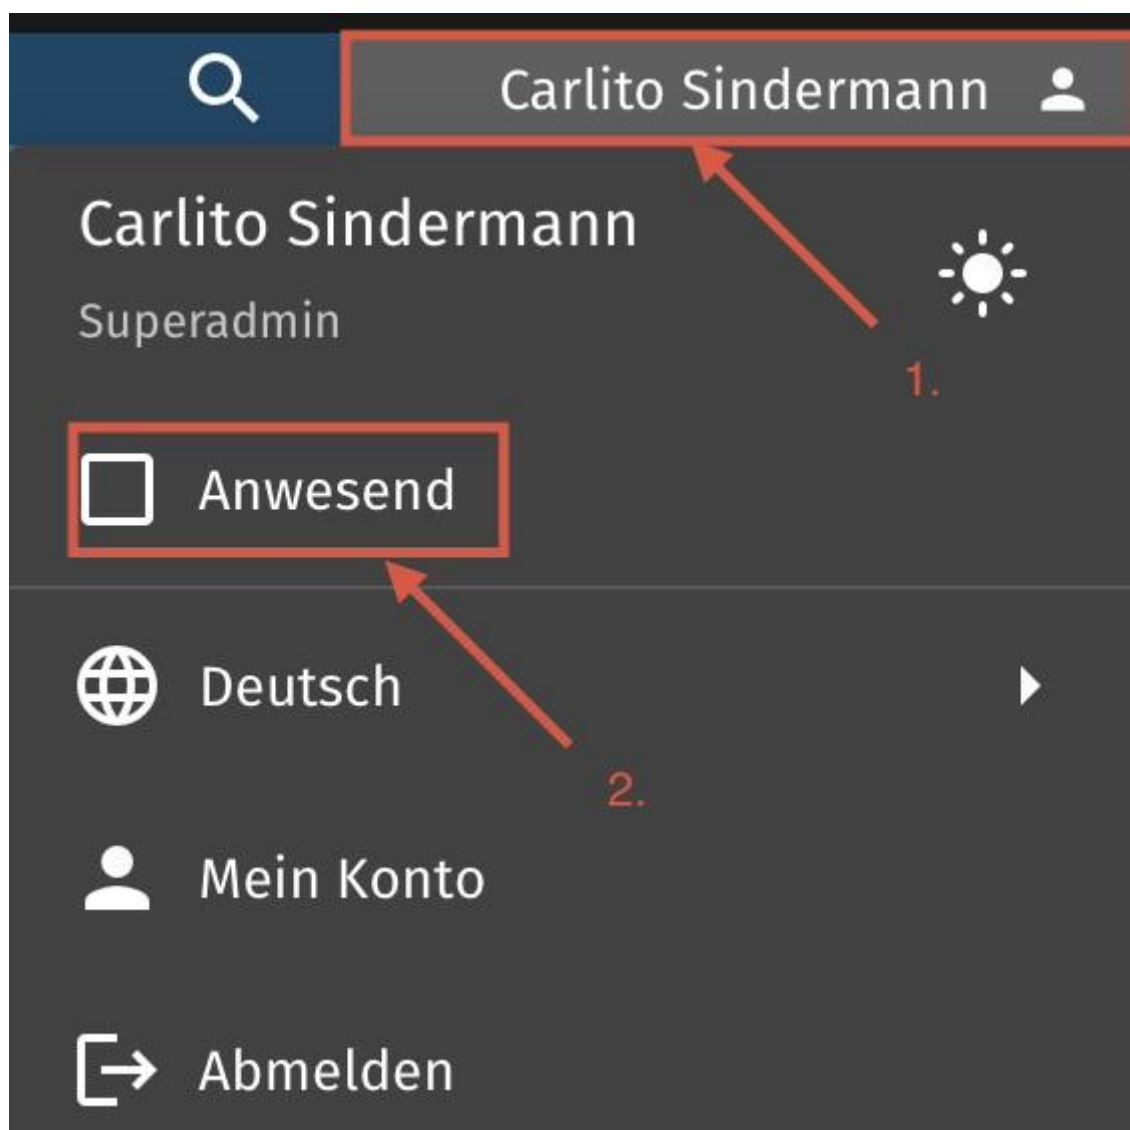 Carlito Sindermann
Carlito Sindermann
Superadmin
1.
Anwesend
Deutsch
2.
Mein Konto
Abmelden